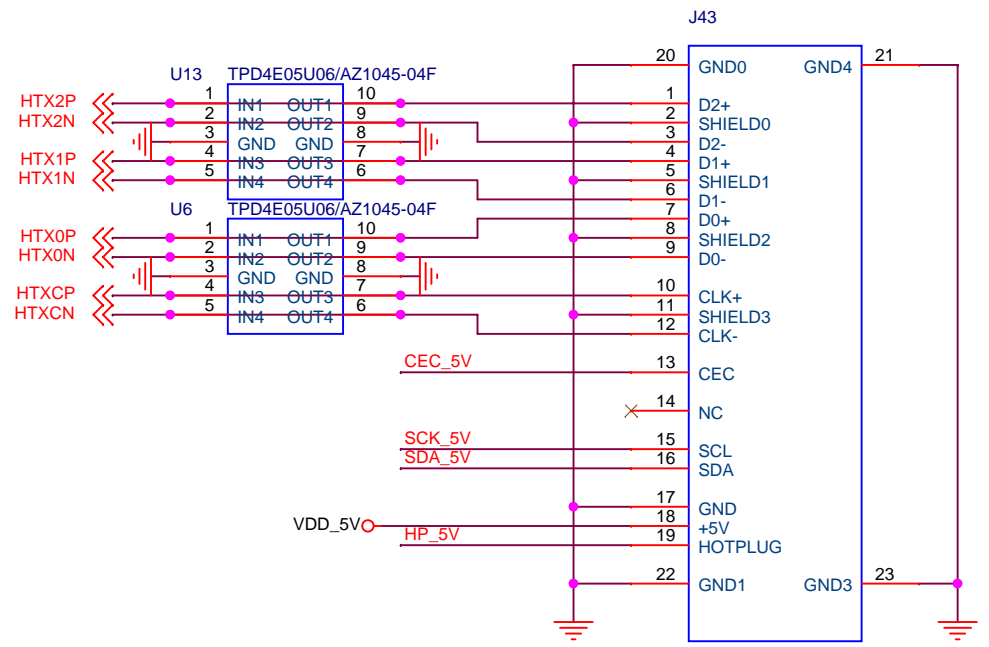 J43
20 GND0 GND4 21
U13 TPD4E05U06/AZ1045-04F
HTX2P 1 IN1 OUT1 10 1 D2+
HTX2N 2 IN2 OUT2 9 2 SHIELD0
3 GND GND 8 3 D2-
HTX1P 4 IN3 OUT3 7 4 D1+
HTX1N 5 IN4 OUT4 6 5 SHIELD1
6 D1-
U6 TPD4E05U06/AZ1045-04F 7 D0+
HTX0P 1 IN1 OUT1 10 8 SHIELD2
HTX0N 2 IN2 OUT2 9 9 D0-
3 GND GND 8
HTXCP 4 IN3 OUT3 7 10 CLK+
HTXCN 5 IN4 OUT4 6 11 SHIELD3
12 CLK-
CEC_5V 13 CEC
14 NC
SCK_5V 15 SCL
SDA_5V 16 SDA
17 GND
VDD_5V 18 +5V
HP_5V 19 HOTPLUG
22 GND1 GND3 23